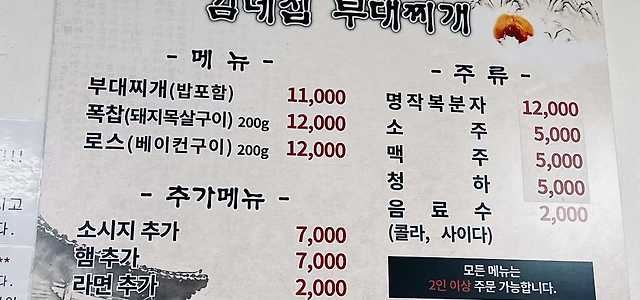 김네집 부대찌개
- 메 뉴 -
부대찌개(밥포함) 11,000
폭찹(돼지목살구이) 200g 12,000
로스(베이컨구이) 200g 12,000
- 추가메뉴 -
소시지 추가 7,000
햄 추가 7,000
라면 추가 2,000
- 주 류 -
명작복분자 12,000
소 주 5,000
맥 주 5,000
청 하 5,000
음 료 수 2,000
(콜라, 사이다)
모든 메뉴는
2인 이상 주문 가능합니다.